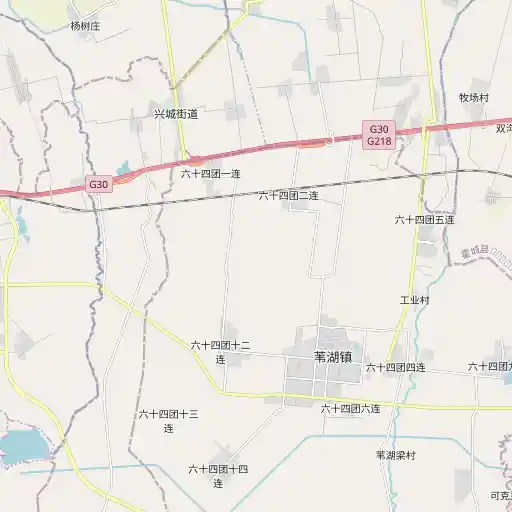 杨树庄
牧场村
兴城街道
G30
G218
双沟
六十四团一连
G30
六十四团二连
六十四团五连
霍城县
工业村
六十四团十二
连
苇湖镇
六十四团四连
六十四团六连
六十四团十三
连
苇湖梁村
六十四团十四
连
可克